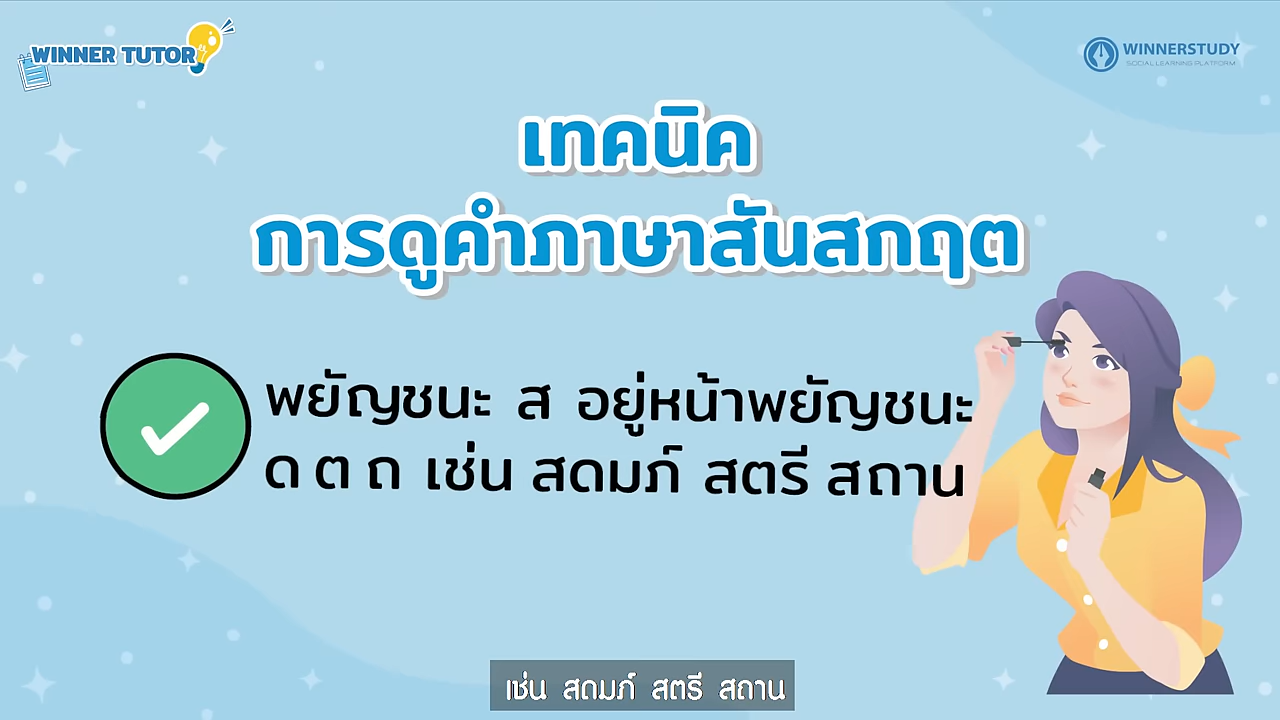 WINNER TUTOR
WINNERSTUDY
SOCIAL LEARNING PLATFORM
เทคนิค
การดูคำภาษาสันสกฤต
พยัญชนะ ส อยู่หน้าพยัญชนะ
ด ต ถ เช่น สดมภ์ สตรี สถาน
เช่น สดมภ์ สตรี สถาน